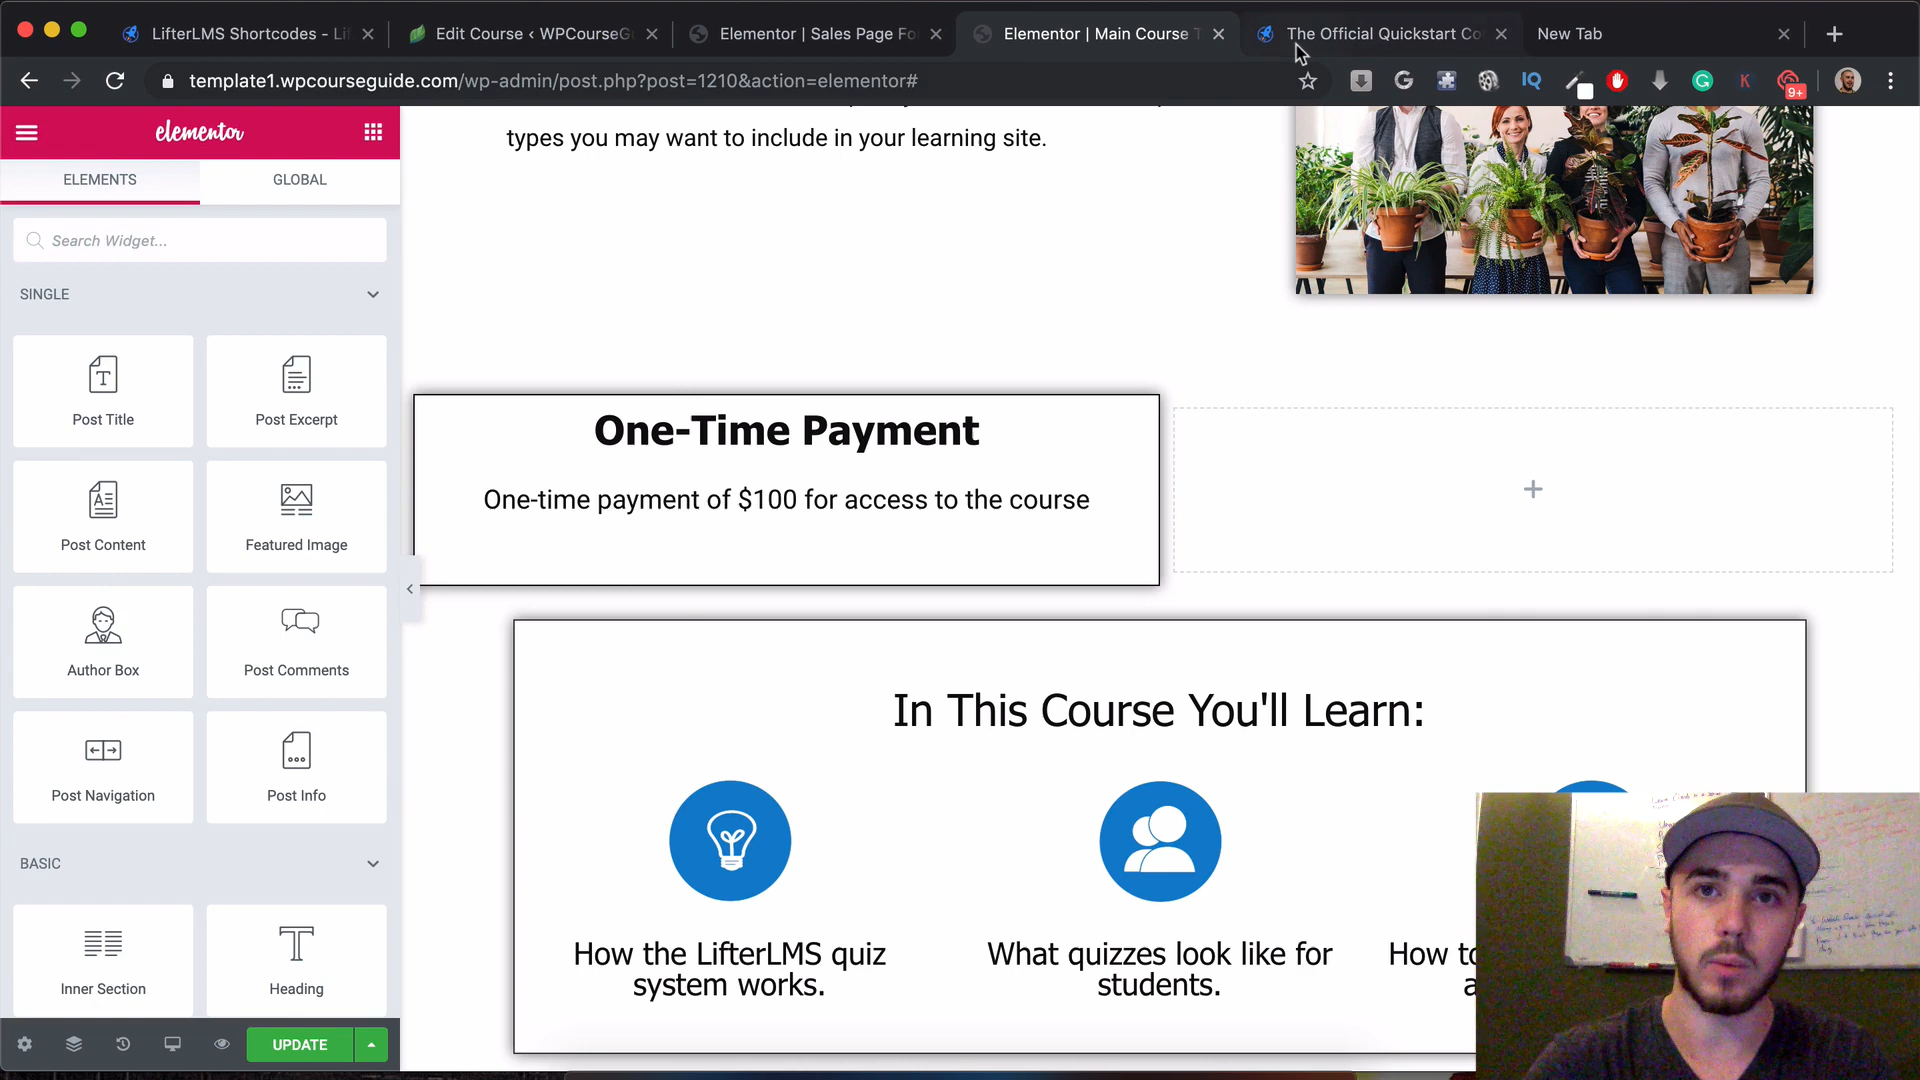 LifterLMS Shortcodes - Li
Edit Course ‹ WPCourseG
Elementor | Sales Page Fo
Elementor | Main Course T
The Official Quickstart Co
New Tab
template1.wpcourseguide.com/wp-admin/post.php?post=1210&action=elementor#
IQ
K
9+
elementor
ELEMENTS
GLOBAL
Search Widget...
SINGLE
Post Title
Post Excerpt
Post Content
Featured Image
Author Box
Post Comments
Post Navigation
Post Info
BASIC
Inner Section
Heading
UPDATE
types you may want to include in your learning site.
One-Time Payment
One-time payment of $100 for access to the course
In This Course You'll Learn:
How the LifterLMS quiz
system works.
What quizzes look like for
students.
How to
a